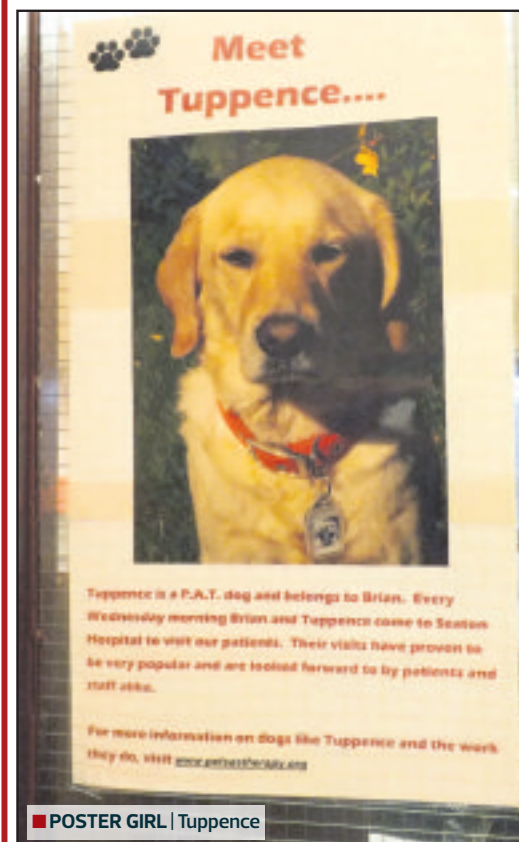 Meet
Tuppence....
Tuppence is a P.A.T. dog and belongs to Brian. Every
Wednesday morning Brian and Tuppence come to Seaton
Hospital to visit our patients. Their visits have proven to
be very popular and are looked forward to by patients and
staff alike.
For more information on dogs like Tuppence and the work
they do, visit www.petsastherapy.org
■ POSTER GIRL | Tuppence